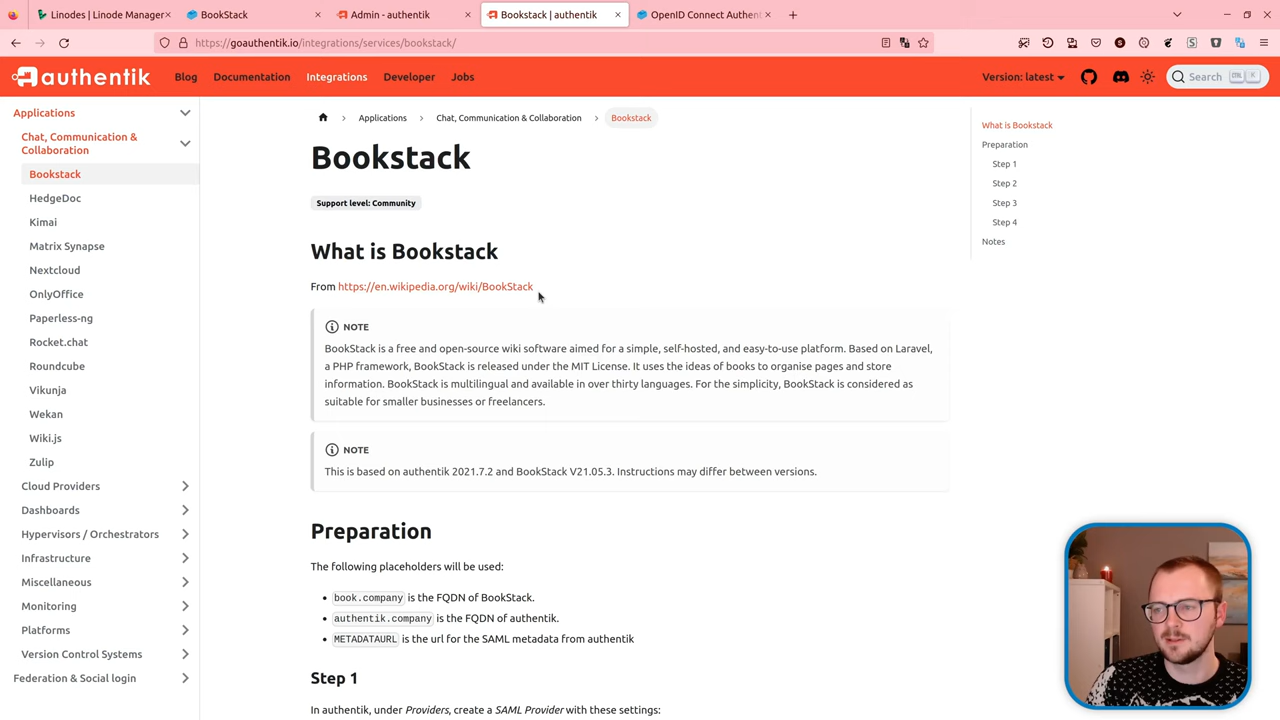 Linodes | Linode Manager
BookStack
Admin - authentik
Bookstack | authentik
OpenID Connect Authent
https://goauthentik.io/integrations/services/bookstack/
authentik
Blog
Documentation
Integrations
Developer
Jobs
Version: latest
Search
K
Applications
Chat, Communication &
Collaboration
Bookstack
HedgeDoc
Kimai
Matrix Synapse
Nextcloud
OnlyOffice
Paperless-ng
Rocket.chat
Roundcube
Vikunja
Wekan
Wiki.js
Zulip
Cloud Providers
Dashboards
Hypervisors / Orchestrators
Infrastructure
Miscellaneous
Monitoring
Platforms
Version Control Systems
Federation & Social login
Applications
Chat, Communication & Collaboration
Bookstack
Bookstack
Support level: Community
What is Bookstack
From https://en.wikipedia.org/wiki/BookStack
NOTE
BookStack is a free and open-source wiki software aimed for a simple, self-hosted, and easy-to-use platform. Based on Laravel,
a PHP framework, BookStack is released under the MIT License. It uses the ideas of books to organise pages and store
information. BookStack is multilingual and available in over thirty languages. For the simplicity, BookStack is considered as
suitable for smaller businesses or freelancers.
NOTE
This is based on authentik 2021.7.2 and BookStack V21.05.3. Instructions may differ between versions.
Preparation
The following placeholders will be used:
• book.company is the FQDN of BookStack.
• authentik.company is the FQDN of authentik.
• METADATAURL is the url for the SAML metadata from authentik
Step 1
In authentik, under Providers, create a SAML Provider with these settings:
What is Bookstack
Preparation
Step 1
Step 2
Step 3
Step 4
Notes